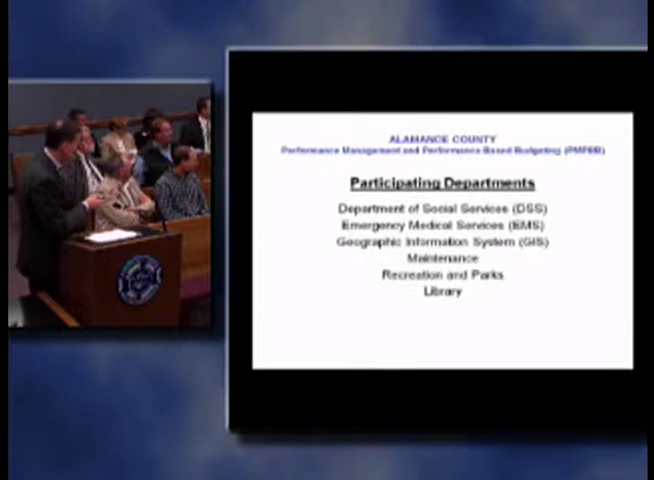 ALAMANCE COUNTY
Performance Management and Performance Based Budgeting (PMPBB)
Participating Departments
Department of Social Services (DSS)
Emergency Medical Services (EMS)
Geographic Information System (GIS)
Maintenance
Recreation and Parks
Library